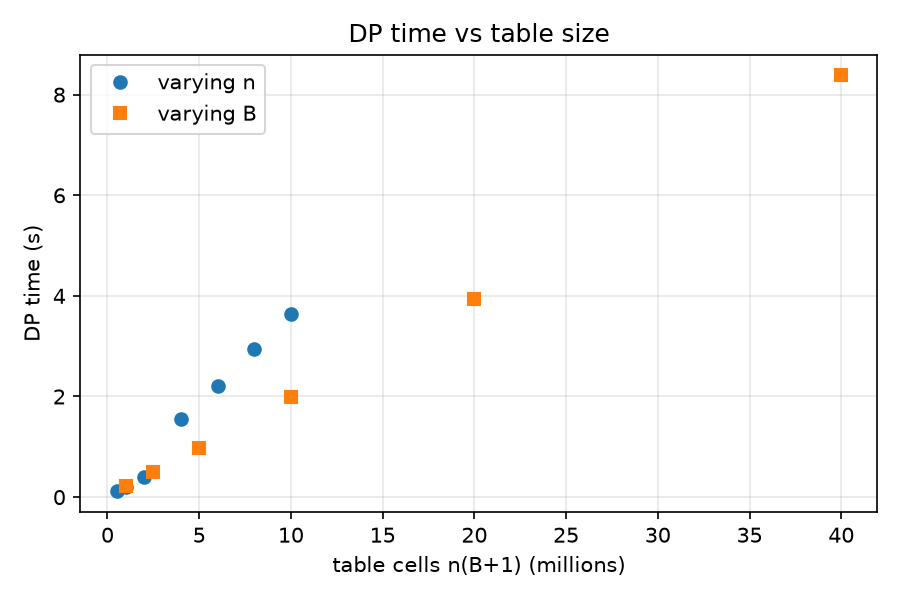 DP time vs table size
varying n
varying B
DP time (s)
8
6
4
2
0
0 5 10 15 20 25 30 35 40
table cells n(B+1) (millions)